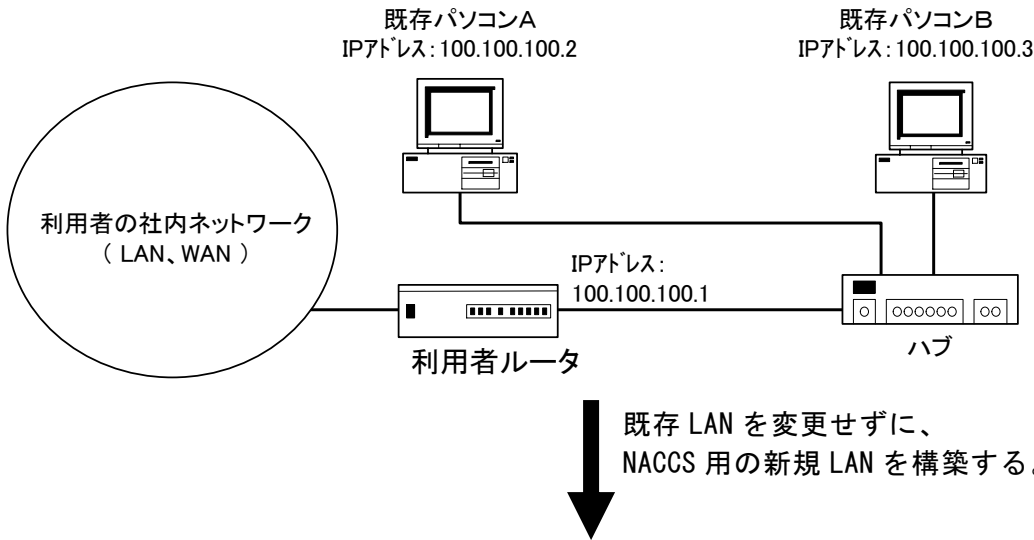 既存パソコンA
IPアドレス：100.100.100.2
既存パソコンB
IPアドレス：100.100.100.3
利用者の社内ネットワーク
（ LAN、WAN ）
IPアドレス：
100.100.100.1
利用者ルータ
ハブ
既存 LAN を変更せずに、
NACCS 用の新規 LAN を構築する。